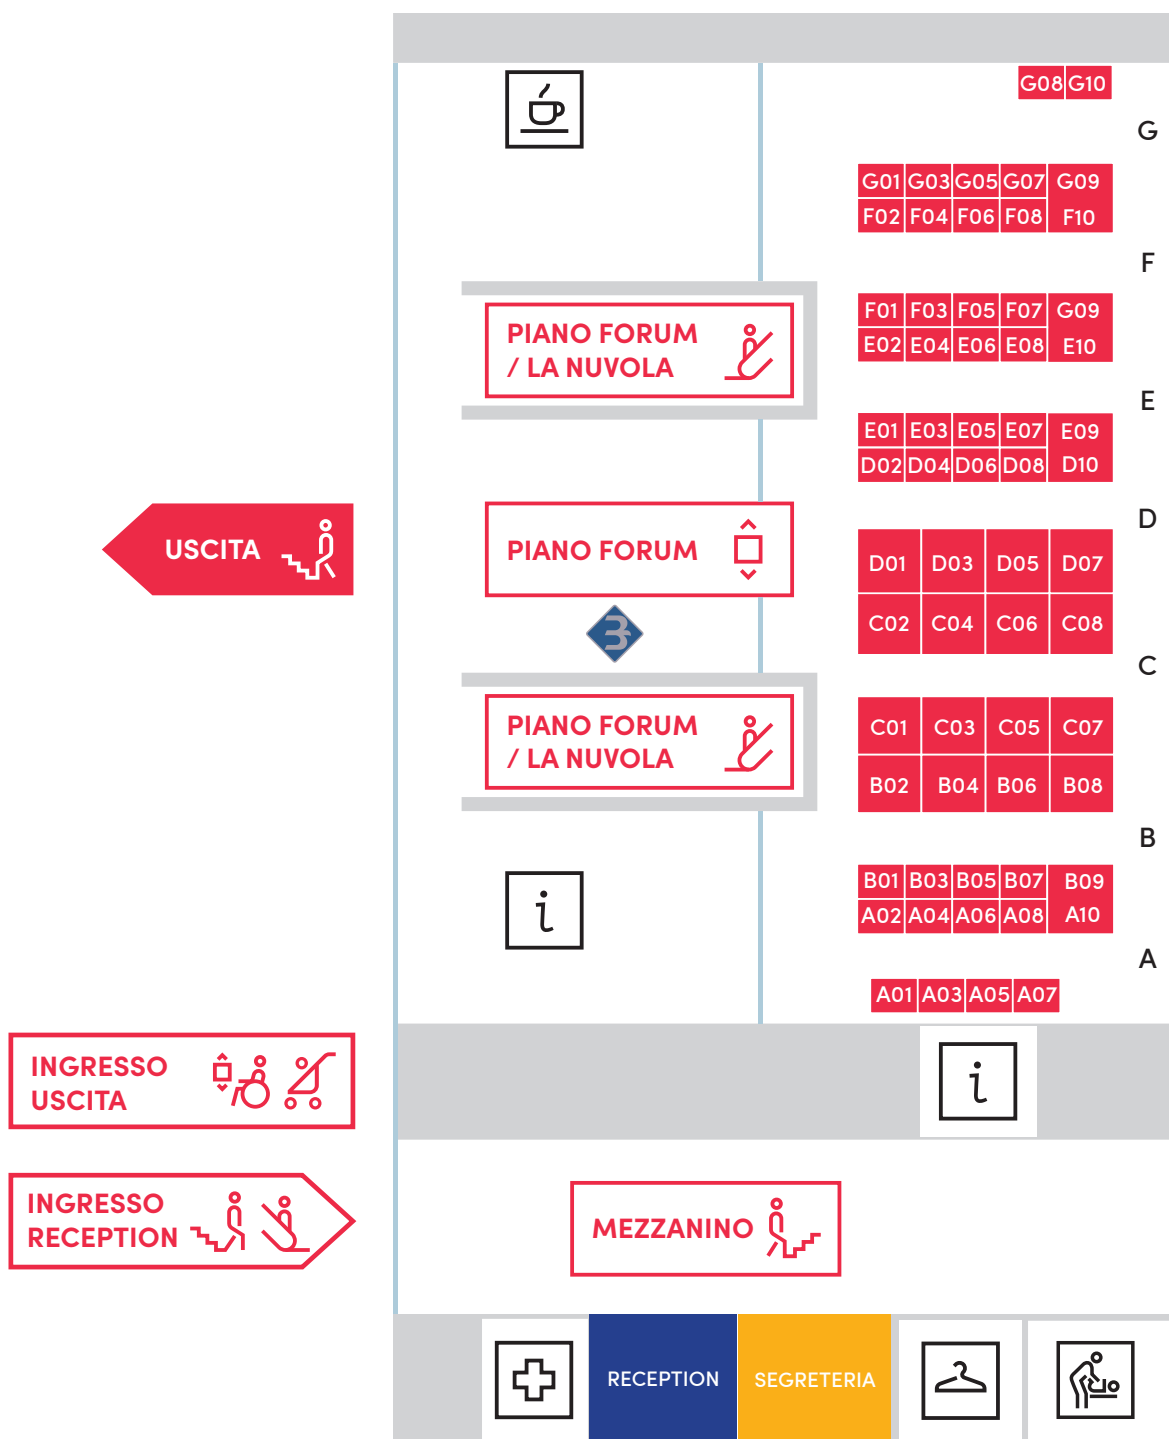 G08 G10
G
G01 G03 G05 G07 G09
F02 F04 F06 F08 F10
F
PIANO FORUM
/ LA NUVOLA
F01 F03 F05 F07 G09
E02 E04 E06 E08 E10
E
E01 E03 E05 E07 E09
D02 D04 D06 D08 D10
D
USCITA
PIANO FORUM
D01 D03 D05 D07
C02 C04 C06 C08
C
PIANO FORUM
/ LA NUVOLA
C01 C03 C05 C07
B02 B04 B06 B08
B
B01 B03 B05 B07 B09
A02 A04 A06 A08 A10
i
A
A01 A03 A05 A07
INGRESSO
USCITA
i
INGRESSO
RECEPTION
MEZZANINO
RECEPTION
SEGRETERIA